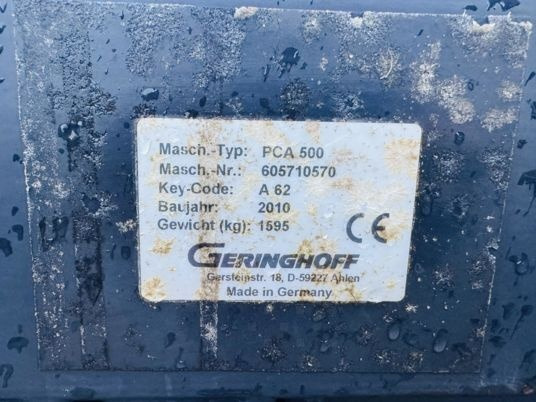 Masch.-Typ: PCA 500
Masch.-Nr.: 605710570
Key-Code: A 62
Baujahr: 2010
Gewicht (kg): 1595
CE
GERINGHOFF
Gersteinstr. 18, D-59227 Ahlen
Made in Germany